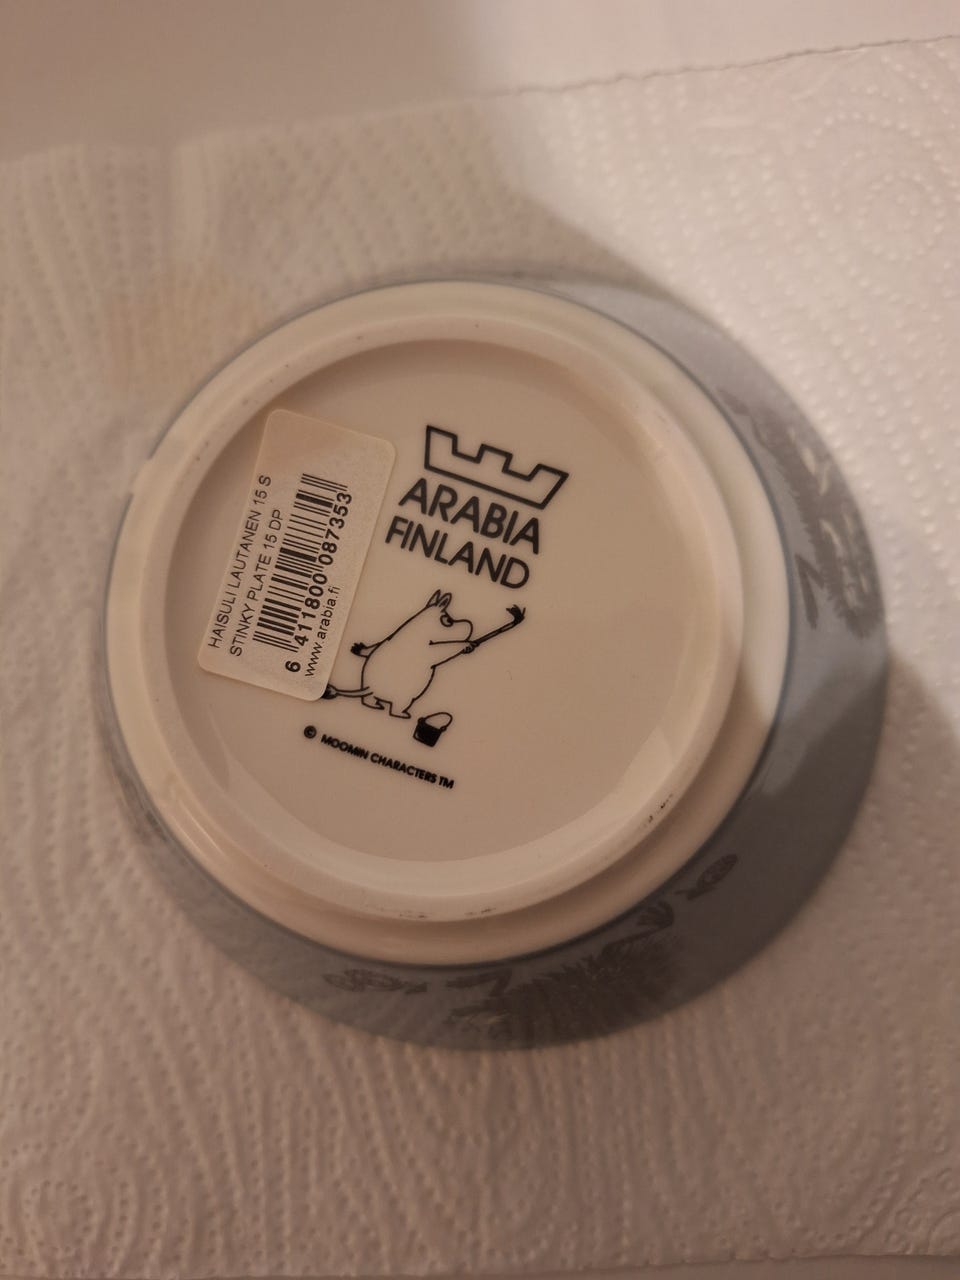 ARABIA
FINLAND
HAISULI LAUTANEN 15 S
STINKY PLATE 15 DP
6 411800 087353
www.arabia.fi
© MOOMIN CHARACTERS TM